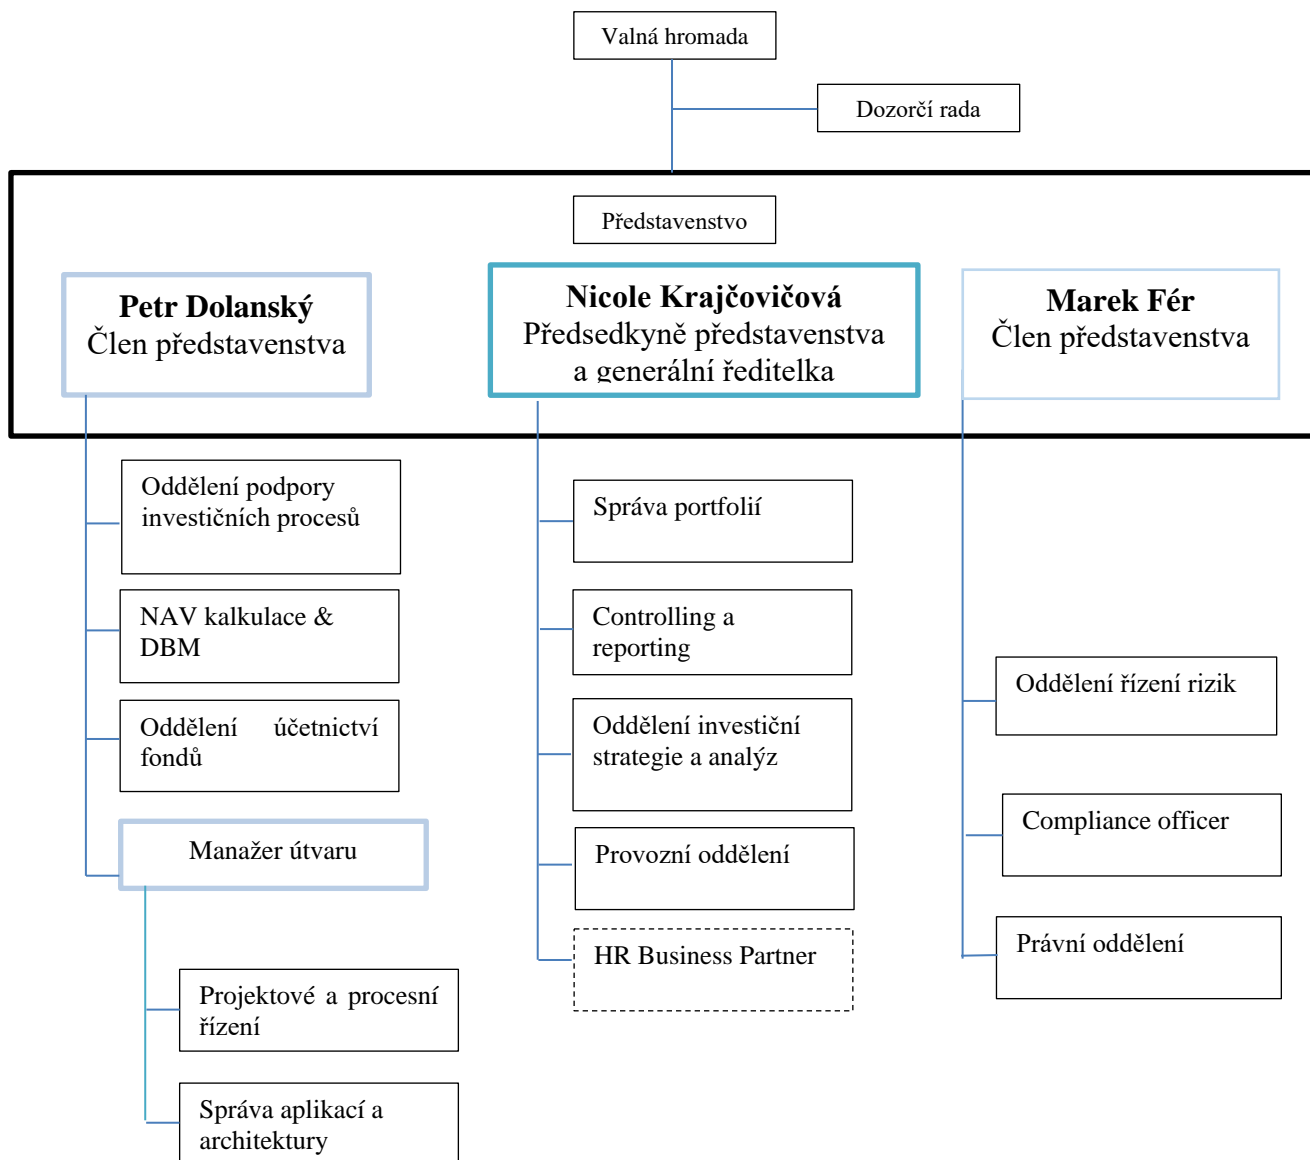 Valná hromada
Dozorčí rada
Představenstvo
Petr Dolanský
Člen představenstva
Nicole Krajčovičová
Předsedkyně představenstva
a generální ředitelka
Marek Fér
Člen představenstva
Oddělení podpory
investičních procesů
NAV kalkulace &
DBM
Oddělení účetnictví
fondů
Manažer útvaru
Projektové a procesní
řízení
Správa aplikací a
architektury
Správa portfolií
Controlling a
reporting
Oddělení investiční
strategie a analýz
Provozní oddělení
HR Business Partner
Oddělení řízení rizik
Compliance officer
Právní oddělení